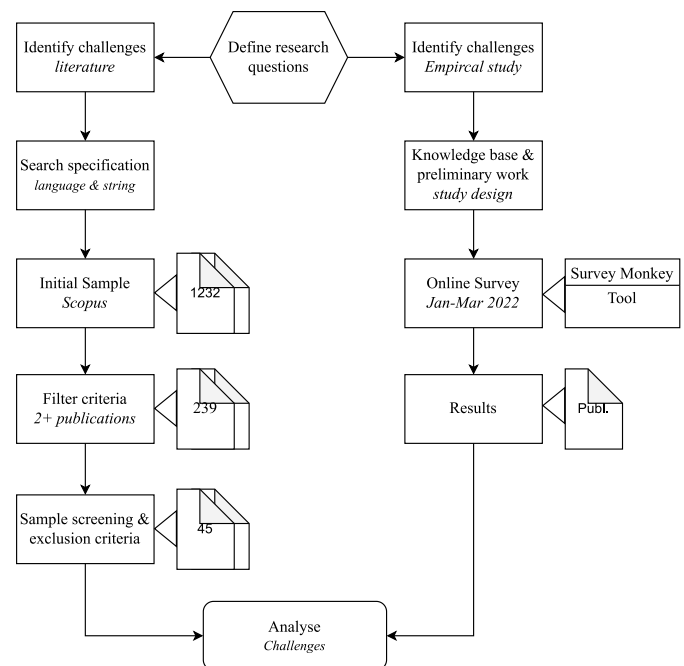 Define research
questions
Identify challenges
literature
Search specification
language & string
Initial Sample
Scopus
1232
Filter criteria
2+ publications
239
Sample screening &
exclusion criteria
45
Identify challenges
Empircal study
Knowledge base &
preliminary work
study design
Online Survey
Jan-Mar 2022
Survey Monkey
Tool
Results
Publ.
Analyse
Challenges